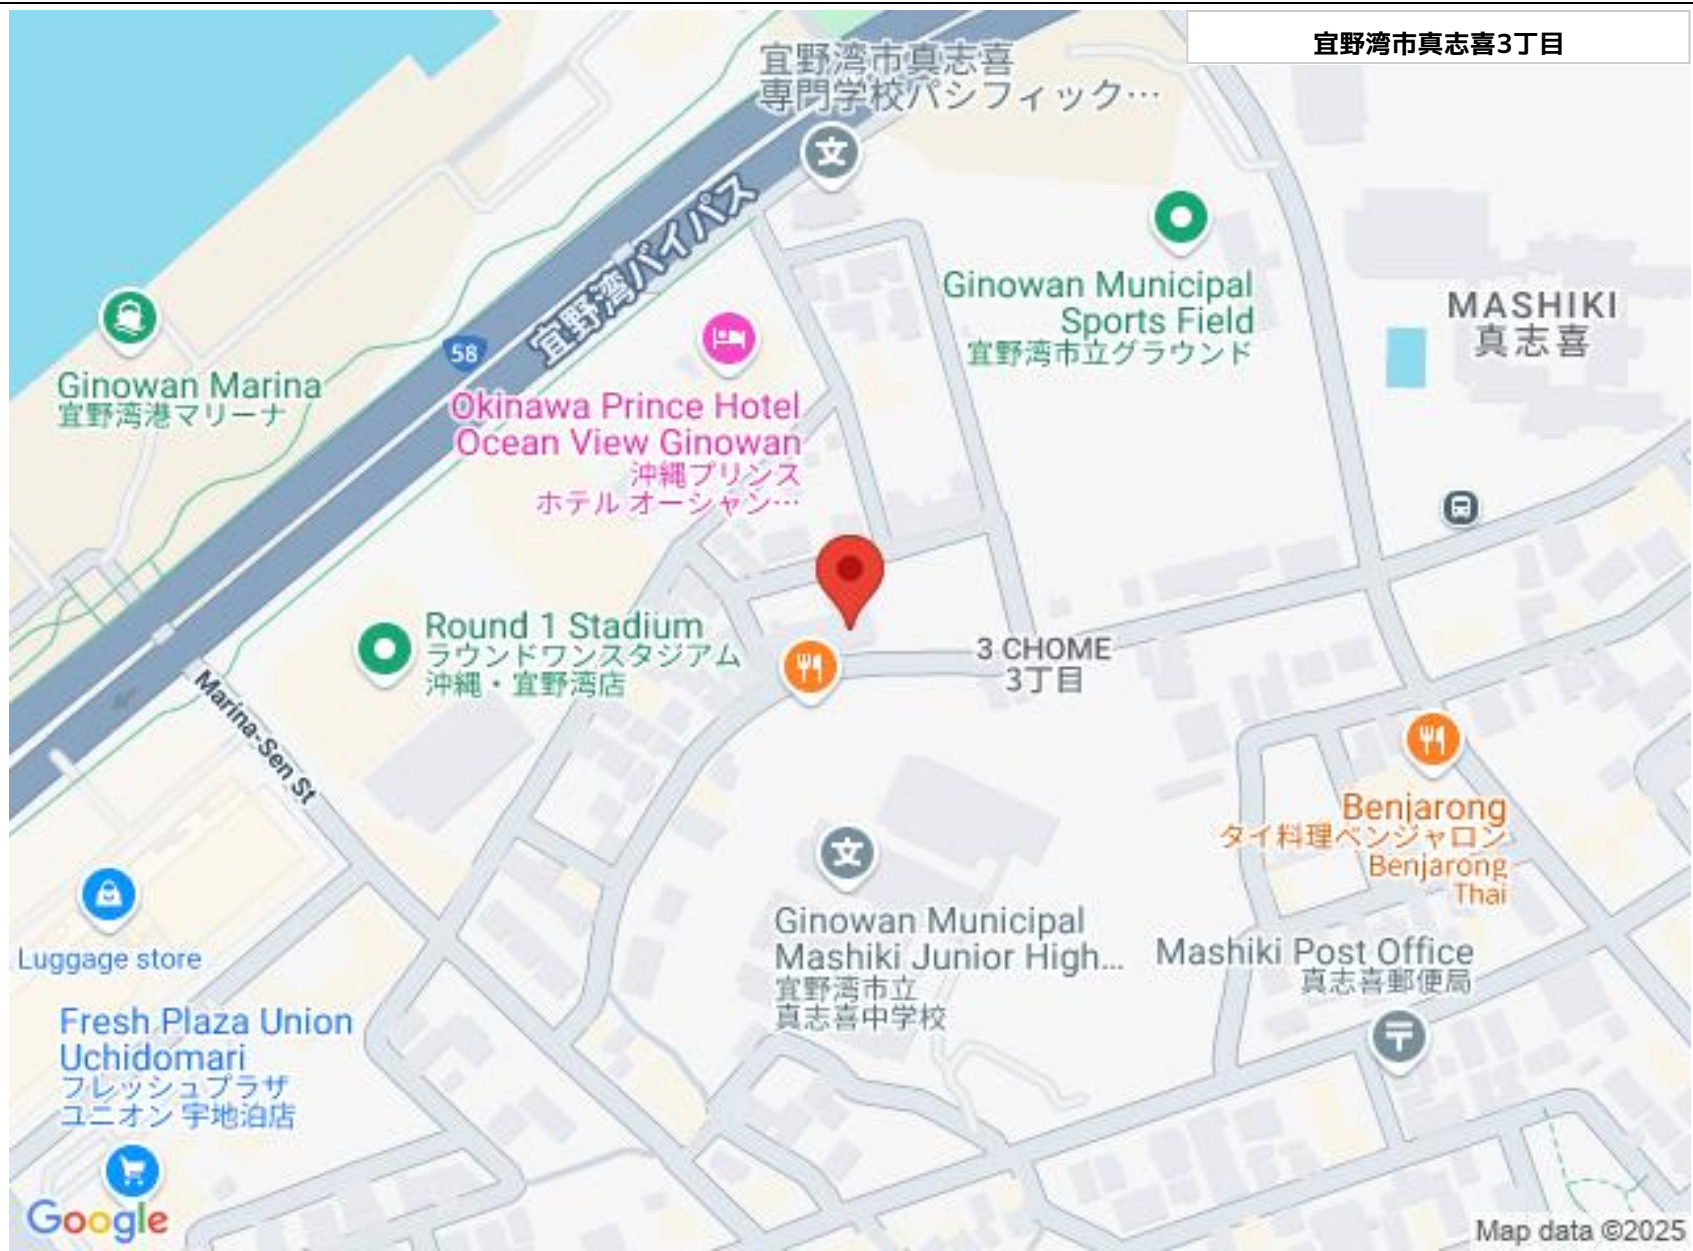 宜野湾市真志喜3丁目
宜野湾市真志喜
専門学校パシフィック…
宜野湾バイパス
58
Ginowan Marina
宜野湾港マリーナ
Okinawa Prince Hotel
Ocean View Ginowan
沖縄プリンス
ホテル オーシャン…
Ginowan Municipal
Sports Field
宜野湾市立グラウンド
MASHIKI
真志喜
Round 1 Stadium
ラウンドワンスタジアム
沖縄・宜野湾店
3 CHOME
3丁目
Marina-Sen St
Benjarong
タイ料理ベンジャロン
Benjarong
Thai
Luggage store
Ginowan Municipal
Mashiki Junior High...
宜野湾市立
真志喜中学校
Mashiki Post Office
真志喜郵便局
Fresh Plaza Union
Uchidomari
フレッシュプラザ
ユニオン 宇地泊店
Google
Map data ©2025